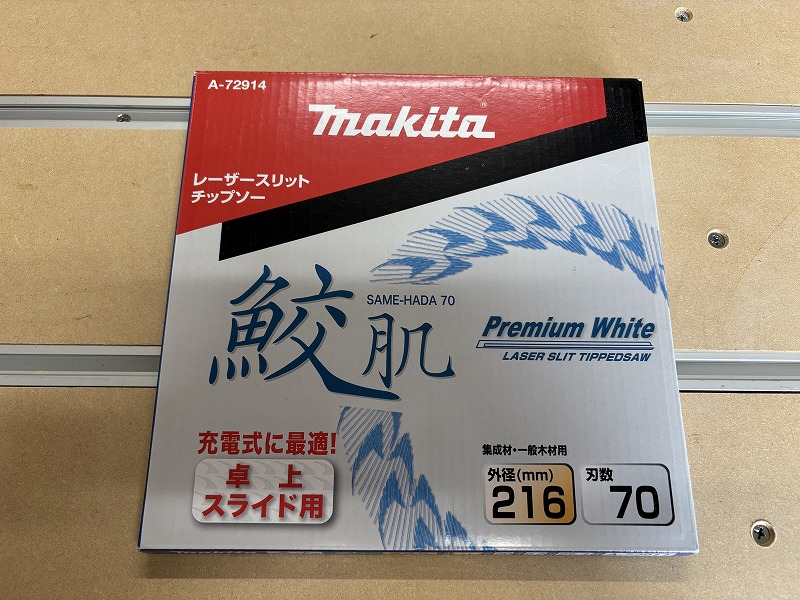 A-72914
makita®
レーザースリット
チップソー
鮫肌
SAME-HADA 70
Premium White
LASER SLIT TIPPEDSAW
充電式に最適!
卓上
スライド用
集成材・一般木材用
外径(mm)
216
刃数
70